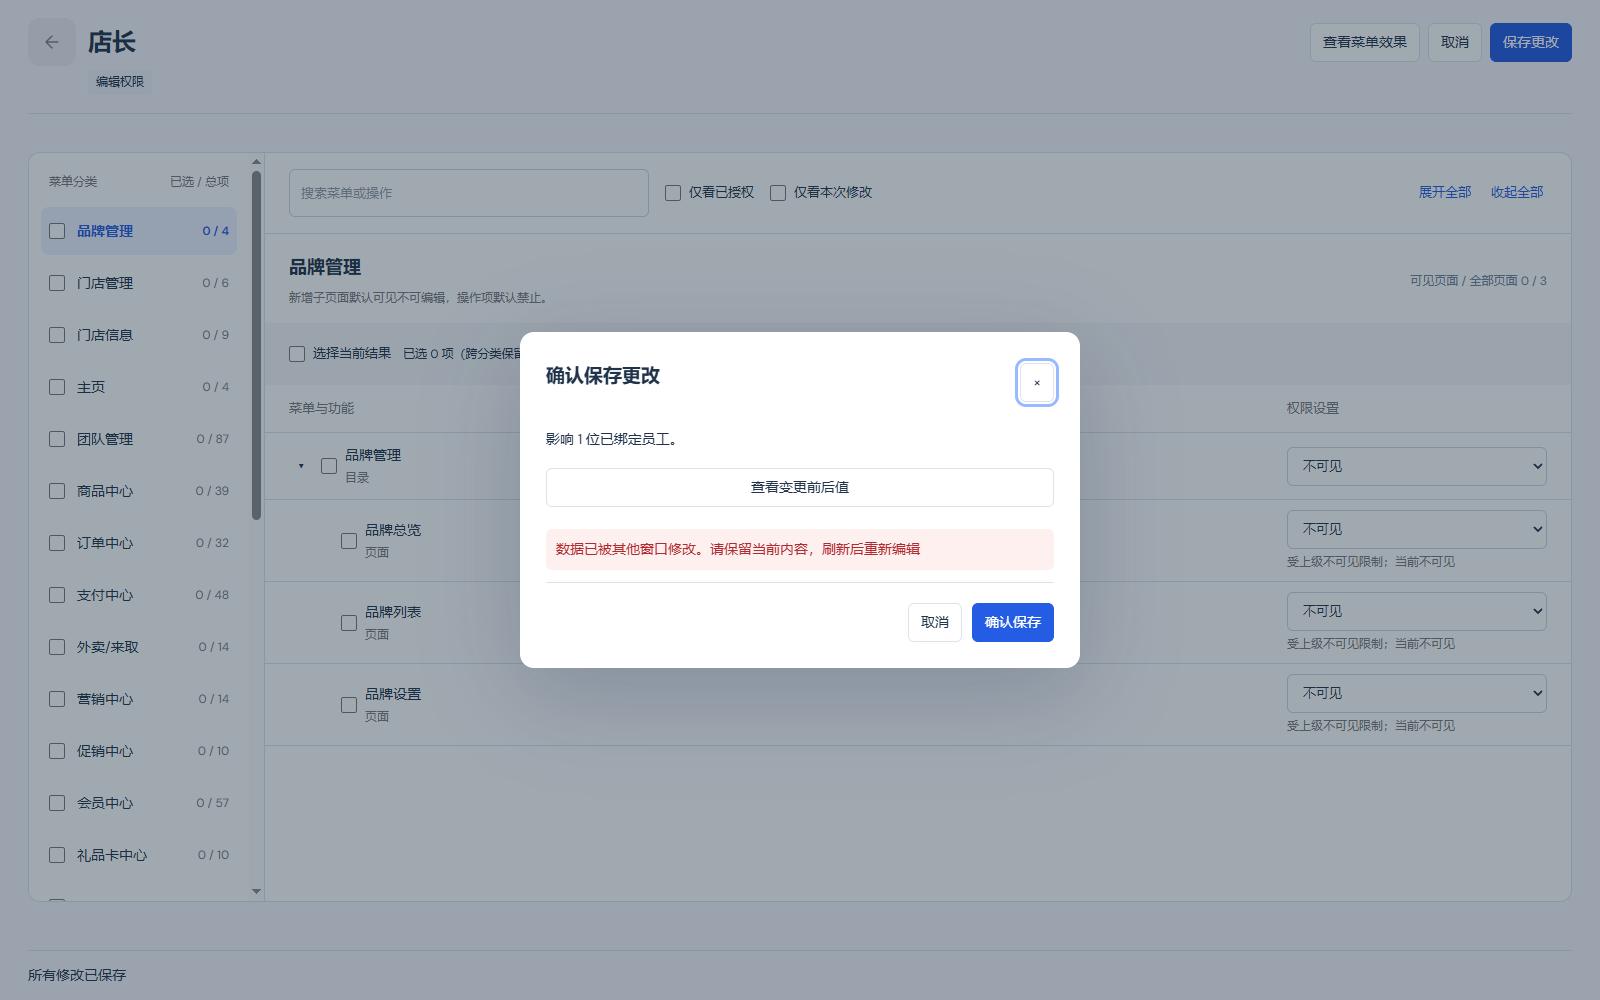 店长
编辑权限
查看菜单效果
取消
保存更改
菜单分类
已选 / 总项
品牌管理
0 / 4
门店管理
0 / 6
门店信息
0 / 9
主页
0 / 4
团队管理
0 / 87
商品中心
0 / 39
订单中心
0 / 32
支付中心
0 / 48
外卖/来取
0 / 14
营销中心
0 / 14
促销中心
0 / 10
会员中心
0 / 57
礼品卡中心
0 / 10
搜索菜单或操作
仅看已授权
仅看本次修改
展开全部
收起全部
品牌管理
新增子页面默认可见不可编辑，操作项默认禁止。
可见页面 / 全部页面 0 / 3
选择当前结果
已选 0 项（跨分类保留
菜单与功能
权限设置
品牌管理
目录
不可见
品牌总览
页面
不可见
受上级不可见限制；当前不可见
品牌列表
页面
不可见
受上级不可见限制；当前不可见
品牌设置
页面
不可见
受上级不可见限制；当前不可见
确认保存更改
×
影响 1 位已绑定员工。
查看变更前后值
数据已被其他窗口修改。请保留当前内容，刷新后重新编辑
取消
确认保存
所有修改已保存